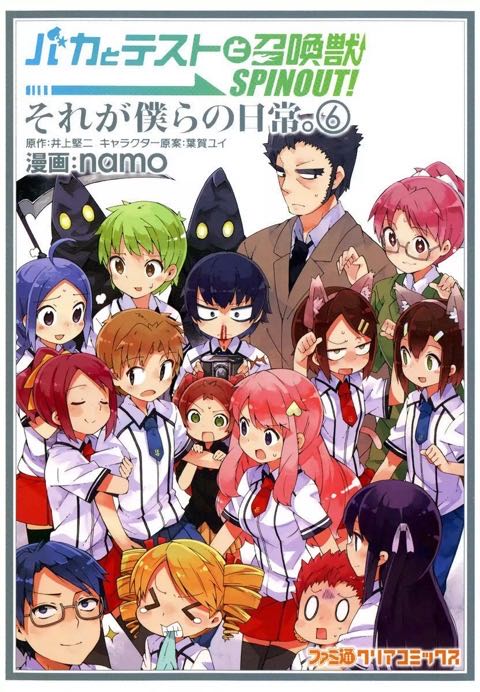 バカとテストと召喚獣
SPINOUT!
それが僕らの日常。⑥
原作:井上堅二 キャラクター原案:葉賀ユイ
漫画:namo
ファミ通クリアコミックス